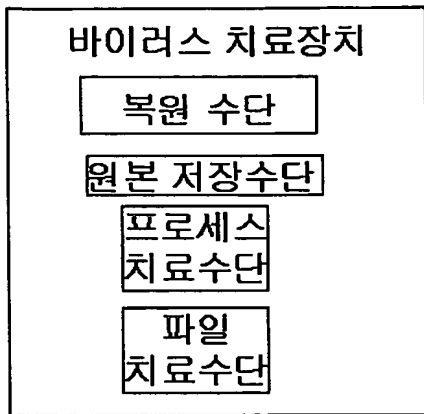 바이러스 치료장치
복원 수단
원본 저장수단
프로세스
치료수단
파일
치료수단